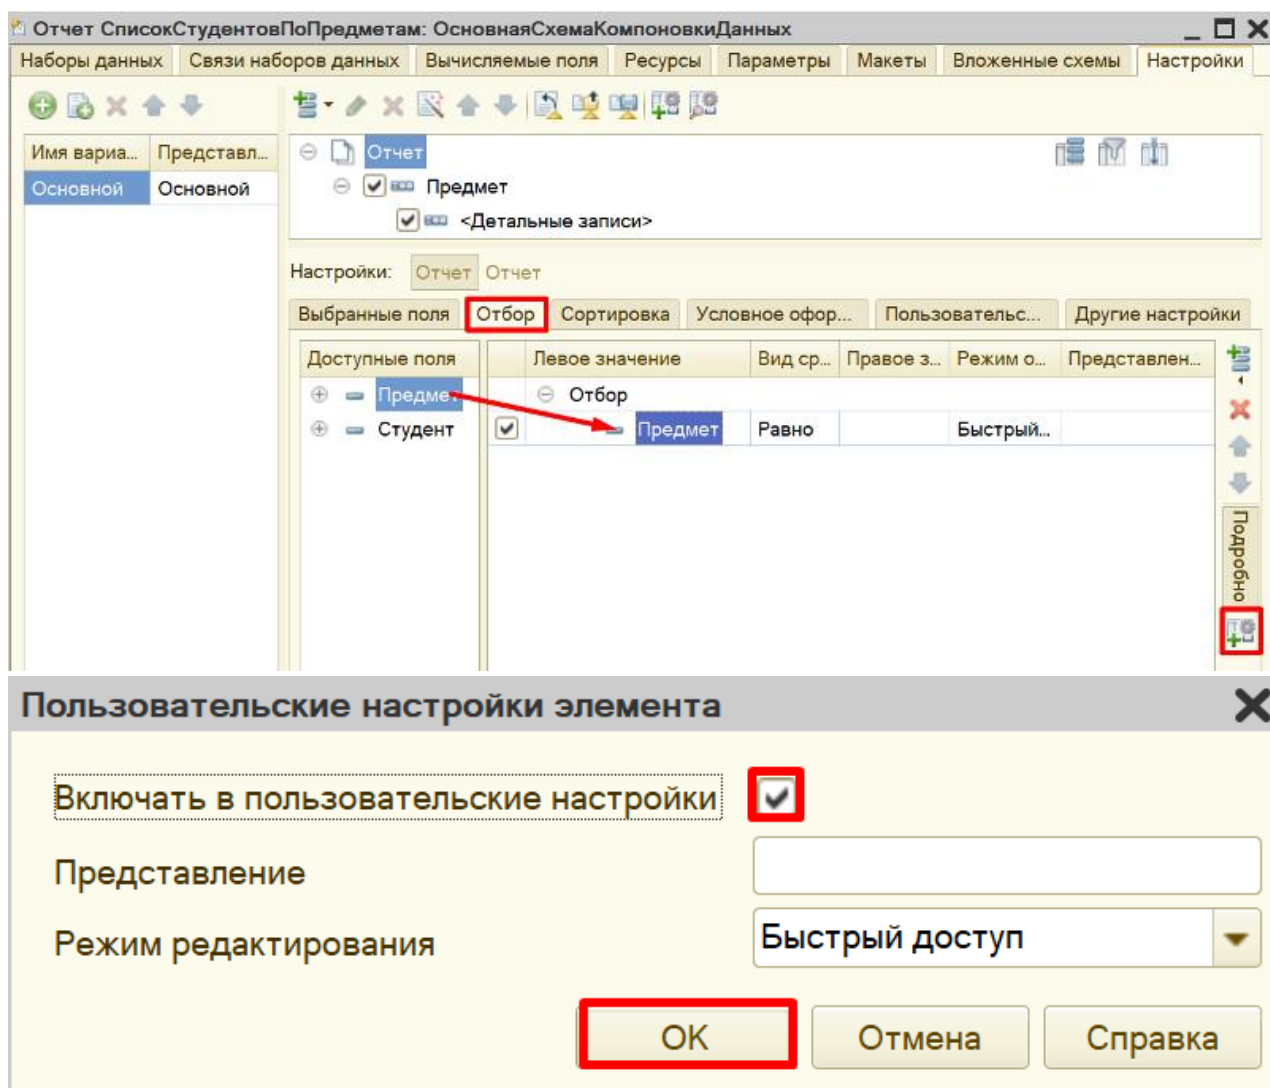 Отчет СписокСтудентовПоПредметам: ОсновнаяСхемаКомпоновкиДанных
Наборы данных Связи наборов данных Вычисляемые поля Ресурсы Параметры Макеты Вложенные схемы Настройки
Имя вариа... Представл...
Основной Основной
Отчет
Предмет
<Детальные записи>
Настройки: Отчет Отчет
Выбранные поля Отбор Сортировка Условное офор... Пользовательс... Другие настройки
Доступные поля Левое значение Вид ср... Правое з... Режим о... Представлен...
Предмет Отбор
Студент Предмет Равно Быстрый...
Подробно
Пользовательские настройки элемента
Включать в пользовательские настройки
Представление
Режим редактирования Быстрый доступ
ОК Отмена Справка